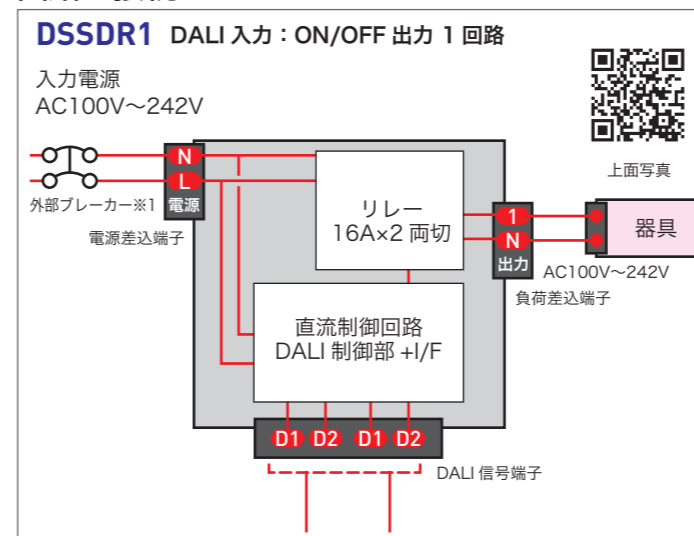 DSSDR1 DALI 入力：ON/OFF 出力 1 回路
入力電源
AC100V～242V
上面写真
N
L
電源
外部ブレーカー※1
電源差込端子
リレー
16A×2 両切
1
N
出力
器具
AC100V～242V
負荷差込端子
直流制御回路
DALI 制御部 +I/F
D1 D2 D1 D2
DALI 信号端子